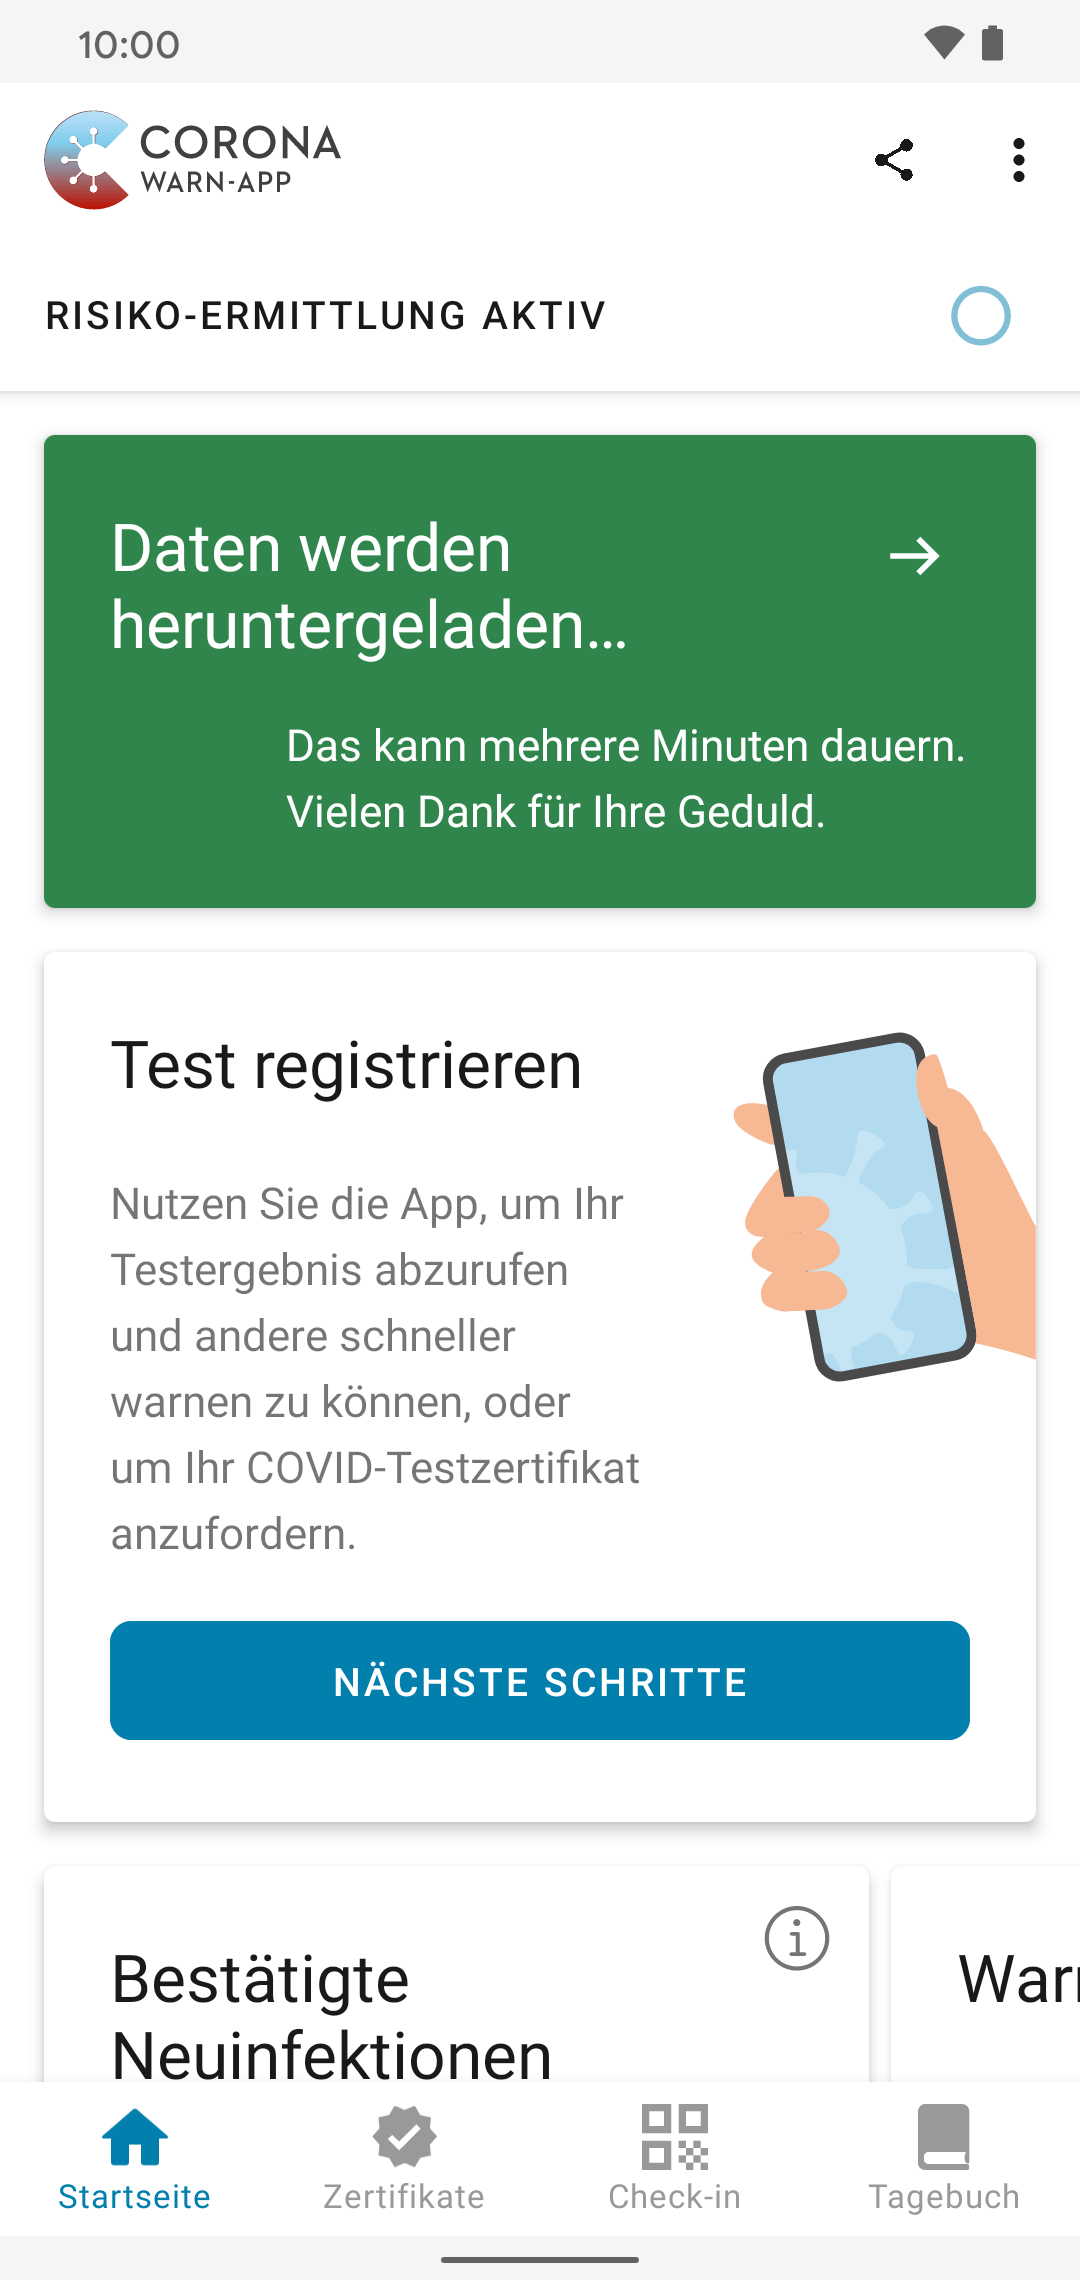 10:00
CORONA
WARN-APP
RISIKO-ERMITTLUNG AKTIV
Daten werden
heruntergeladen…
Das kann mehrere Minuten dauern.
Vielen Dank für Ihre Geduld.
Test registrieren
Nutzen Sie die App, um Ihr
Testergebnis abzurufen
und andere schneller
warnen zu können, oder
um Ihr COVID-Testzertifikat
anzufordern.
NÄCHSTE SCHRITTE
Bestätigte
Neuinfektionen
Startseite
Zertifikate
Check-in
Tagebuch